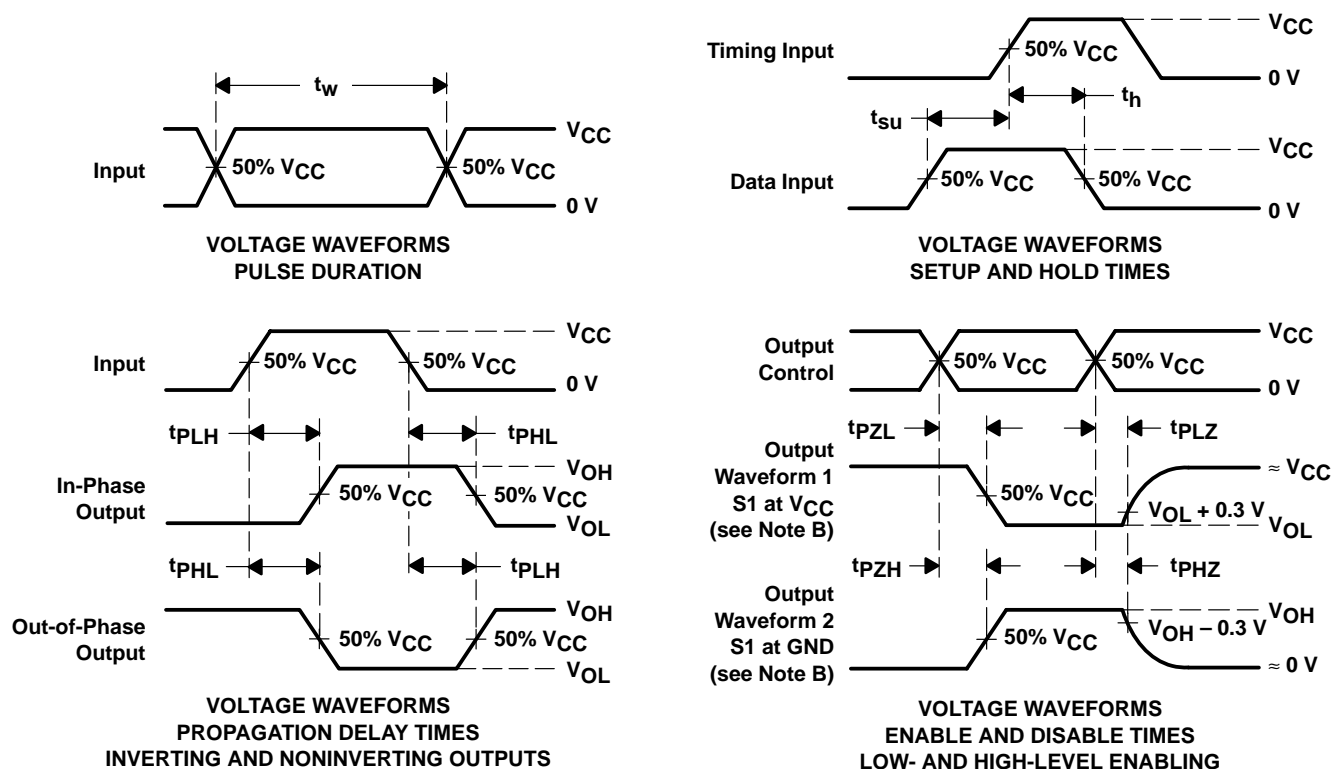 tw
VCC
Input
50% VCC
50% VCC
0 V
VOLTAGE WAVEFORMS
PULSE DURATION
VCC
Timing Input
50% VCC
0 V
th
tsu
VCC
Data Input
50% VCC
50% VCC
0 V
VOLTAGE WAVEFORMS
SETUP AND HOLD TIMES
VCC
Input
50% VCC
50% VCC
0 V
tPLH
tPHL
VOH
In-Phase
Output
50% VCC
50% VCC
VOL
tPHL
tPLH
VOH
Out-of-Phase
Output
50% VCC
50% VCC
VOL
VOLTAGE WAVEFORMS
PROPAGATION DELAY TIMES
INVERTING AND NONINVERTING OUTPUTS
VCC
Output
Control
50% VCC
50% VCC
0 V
tPZL
tPLZ
Output
Waveform 1
S1 at VCC
(see Note B)
≈ VCC
50% VCC
VOL + 0.3 V
VOL
tPZH
tPHZ
Output
Waveform 2
S1 at GND
(see Note B)
VOH
50% VCC
VOH – 0.3 V
≈ 0 V
VOLTAGE WAVEFORMS
ENABLE AND DISABLE TIMES
LOW- AND HIGH-LEVEL ENABLING